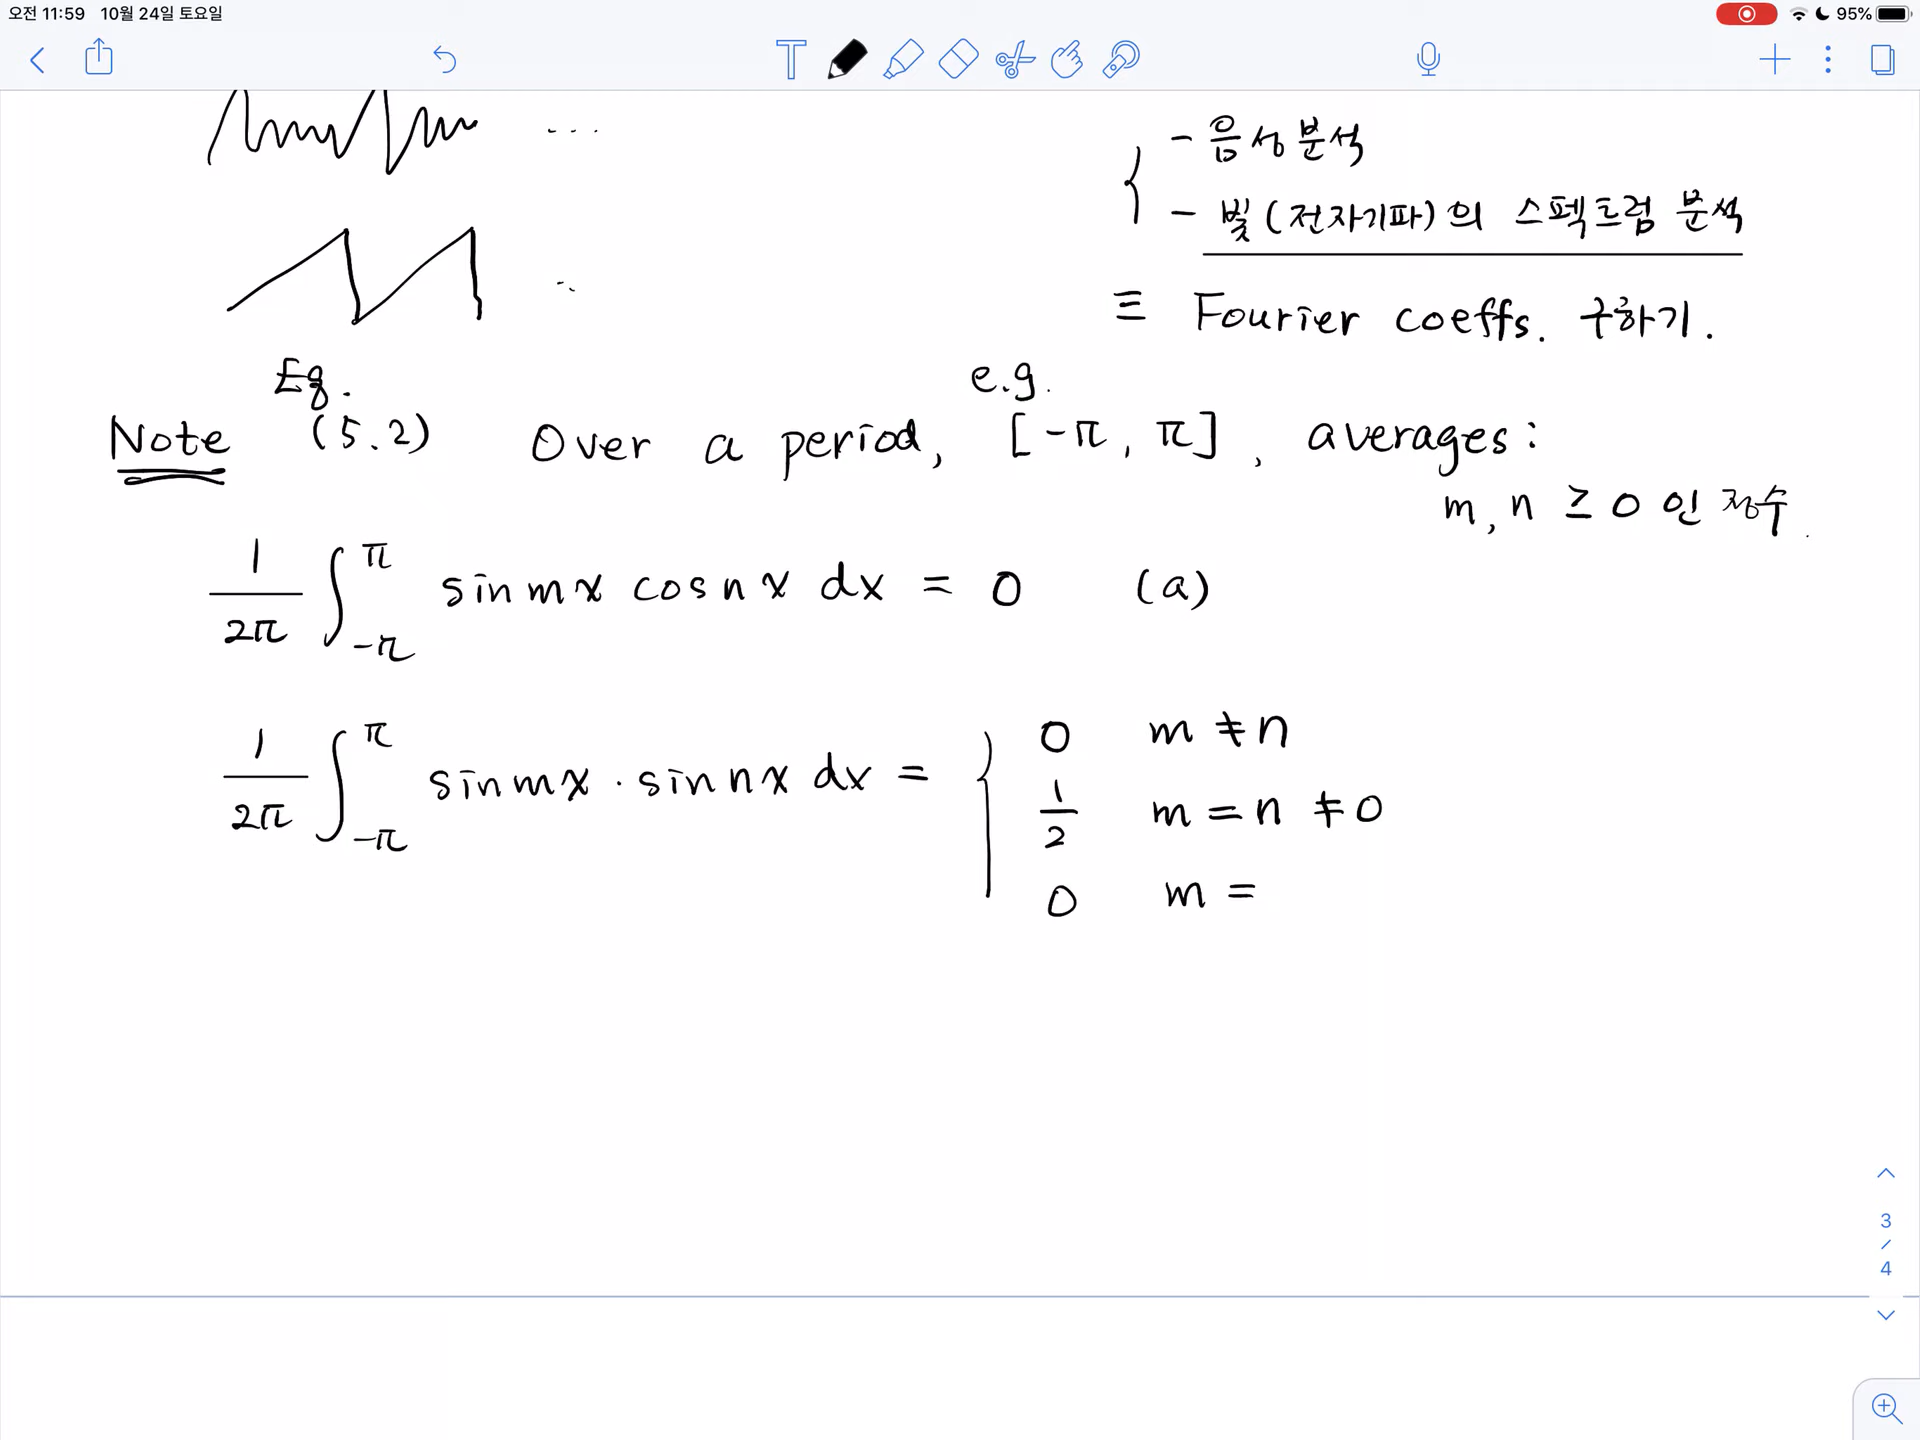 오전 11:59 10월 24일 토요일 95%
T
...
- 음성분석
- 빛(전자기파)의 스펙트럼 분석
≡ Fourier coeffs. 구하기.
Eq. e.g.
Note (5.2) Over a period, [-π, π], averages:
m, n ≥ 0 인 정수.
1/2π ∫_{-π}^{π} sin mx cos nx dx = 0 (a)
1/2π ∫_{-π}^{π} sin mx · sin nx dx = { 0 m ≠ n
1/2 m = n ≠ 0
0 m =
3
/
4